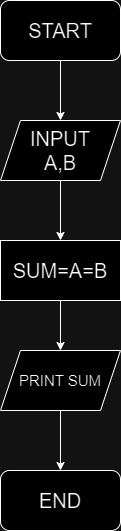 START
INPUT
A,B
SUM=A=B
PRINT SUM
END